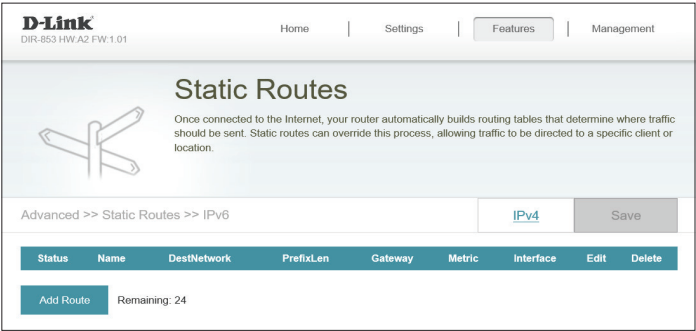 D-Link
DIR-853 HW:A2 FW:1.01
Home | Settings | Features | Management
Static Routes
Once connected to the Internet, your router automatically builds routing tables that determine where traffic
should be sent. Static routes can override this process, allowing traffic to be directed to a specific client or
location.
Advanced >> Static Routes >> IPv6
IPv4
Save
Status Name DestNetwork PrefixLen Gateway Metric Interface Edit Delete
Add Route Remaining: 24